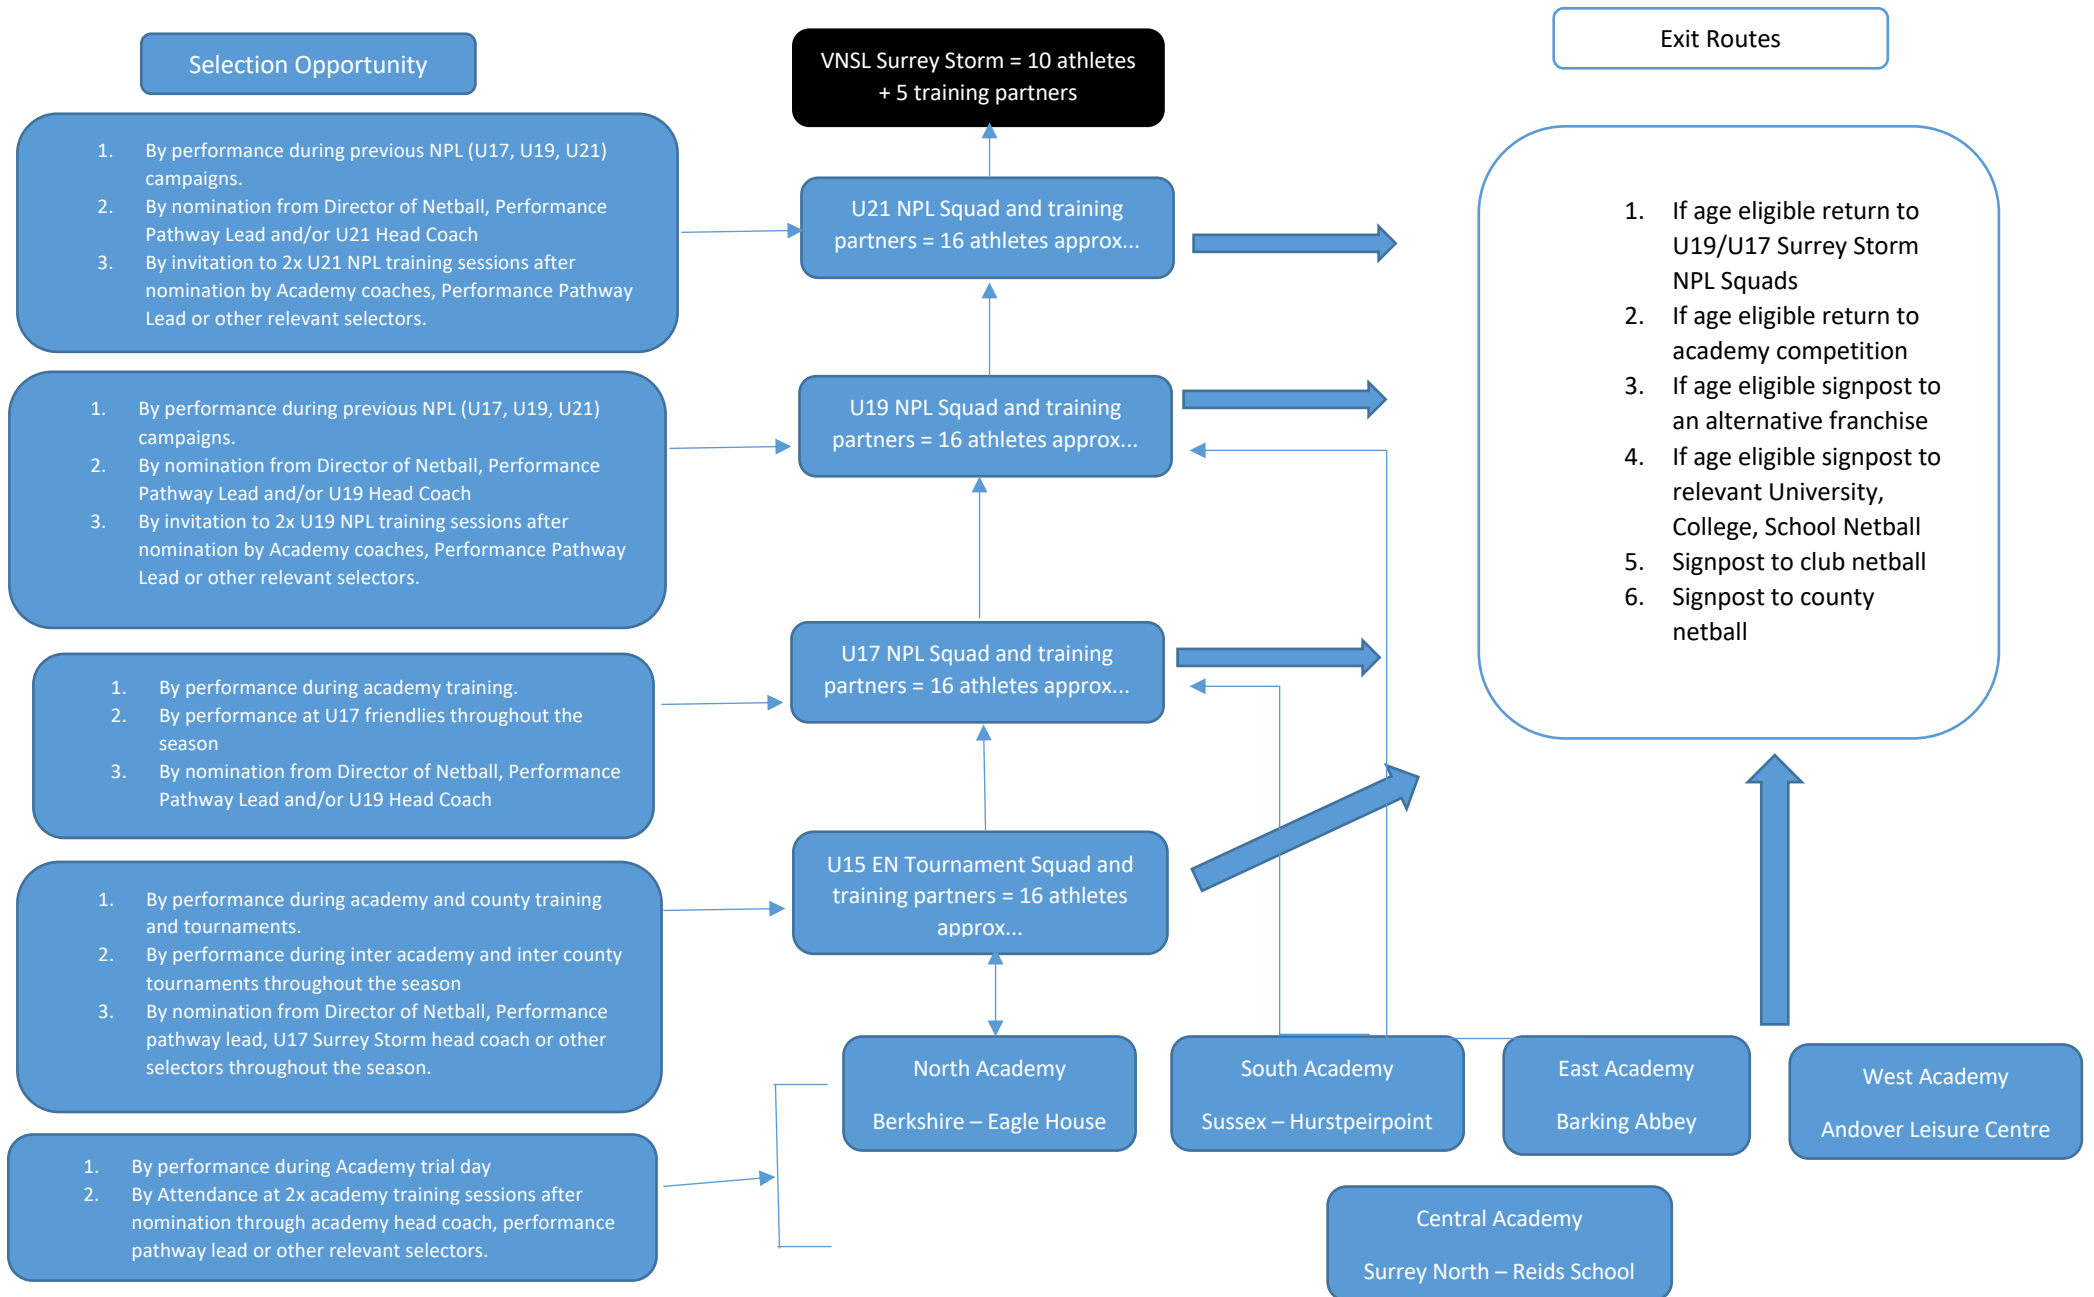 Selection Opportunity
VNSL Surrey Storm = 10 athletes
+ 5 training partners
Exit Routes
1. By performance during previous NPL (U17, U19, U21)
campaigns.
2. By nomination from Director of Netball, Performance
Pathway Lead and/or U21 Head Coach
3. By invitation to 2x U21 NPL training sessions after
nomination by Academy coaches, Performance Pathway
Lead or other relevant selectors.
U21 NPL Squad and training
partners = 16 athletes approx...
1. If age eligible return to
U19/U17 Surrey Storm
NPL Squads
2. If age eligible return to
academy competition
3. If age eligible signpost to
an alternative franchise
4. If age eligible signpost to
relevant University,
College, School Netball
5. Signpost to club netball
6. Signpost to county
netball
1. By performance during previous NPL (U17, U19, U21)
campaigns.
2. By nomination from Director of Netball, Performance
Pathway Lead and/or U19 Head Coach
3. By invitation to 2x U19 NPL training sessions after
nomination by Academy coaches, Performance Pathway
Lead or other relevant selectors.
U19 NPL Squad and training
partners = 16 athletes approx...
1. By performance during academy training.
2. By performance at U17 friendlies throughout the
season
3. By nomination from Director of Netball, Performance
Pathway Lead and/or U19 Head Coach
U17 NPL Squad and training
partners = 16 athletes approx...
1. By performance during academy and county training
and tournaments.
2. By performance during inter academy and inter county
tournaments throughout the season
3. By nomination from Director of Netball, Performance
pathway lead, U17 Surrey Storm head coach or other
selectors throughout the season.
U15 EN Tournament Squad and
training partners = 16 athletes
approx...
1. By performance during Academy trial day
2. By Attendance at 2x academy training sessions after
nomination through academy head coach, performance
pathway lead or other relevant selectors.
North Academy
Berkshire – Eagle House
South Academy
Sussex – Hurstpeirpoint
East Academy
Barking Abbey
West Academy
Andover Leisure Centre
Central Academy
Surrey North – Reids School